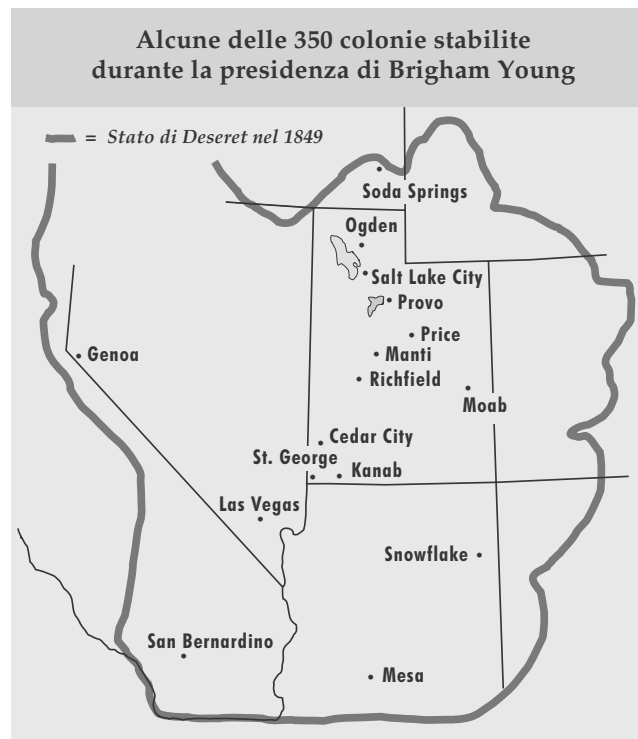 Alcune delle 350 colonie stabilite
durante la presidenza di Brigham Young
= Stato di Deseret nel 1849
Soda Springs
Ogden
Salt Lake City
Provo
Price
Genoa
Manti
Richfield
Moab
Cedar City
St. George
Kanab
Las Vegas
Snowflake
San Bernardino
Mesa